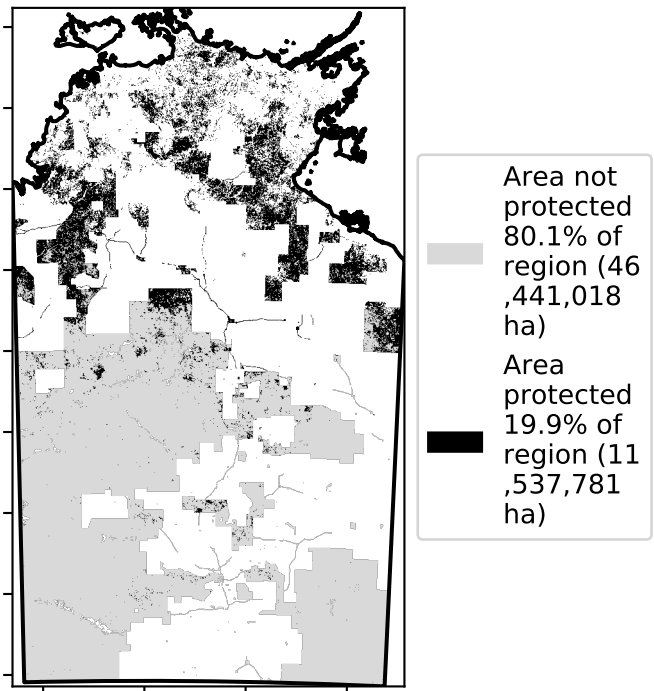 Area not
protected
80.1% of
region (46
,441,018
ha)
Area
protected
19.9% of
region (11
,537,781
ha)